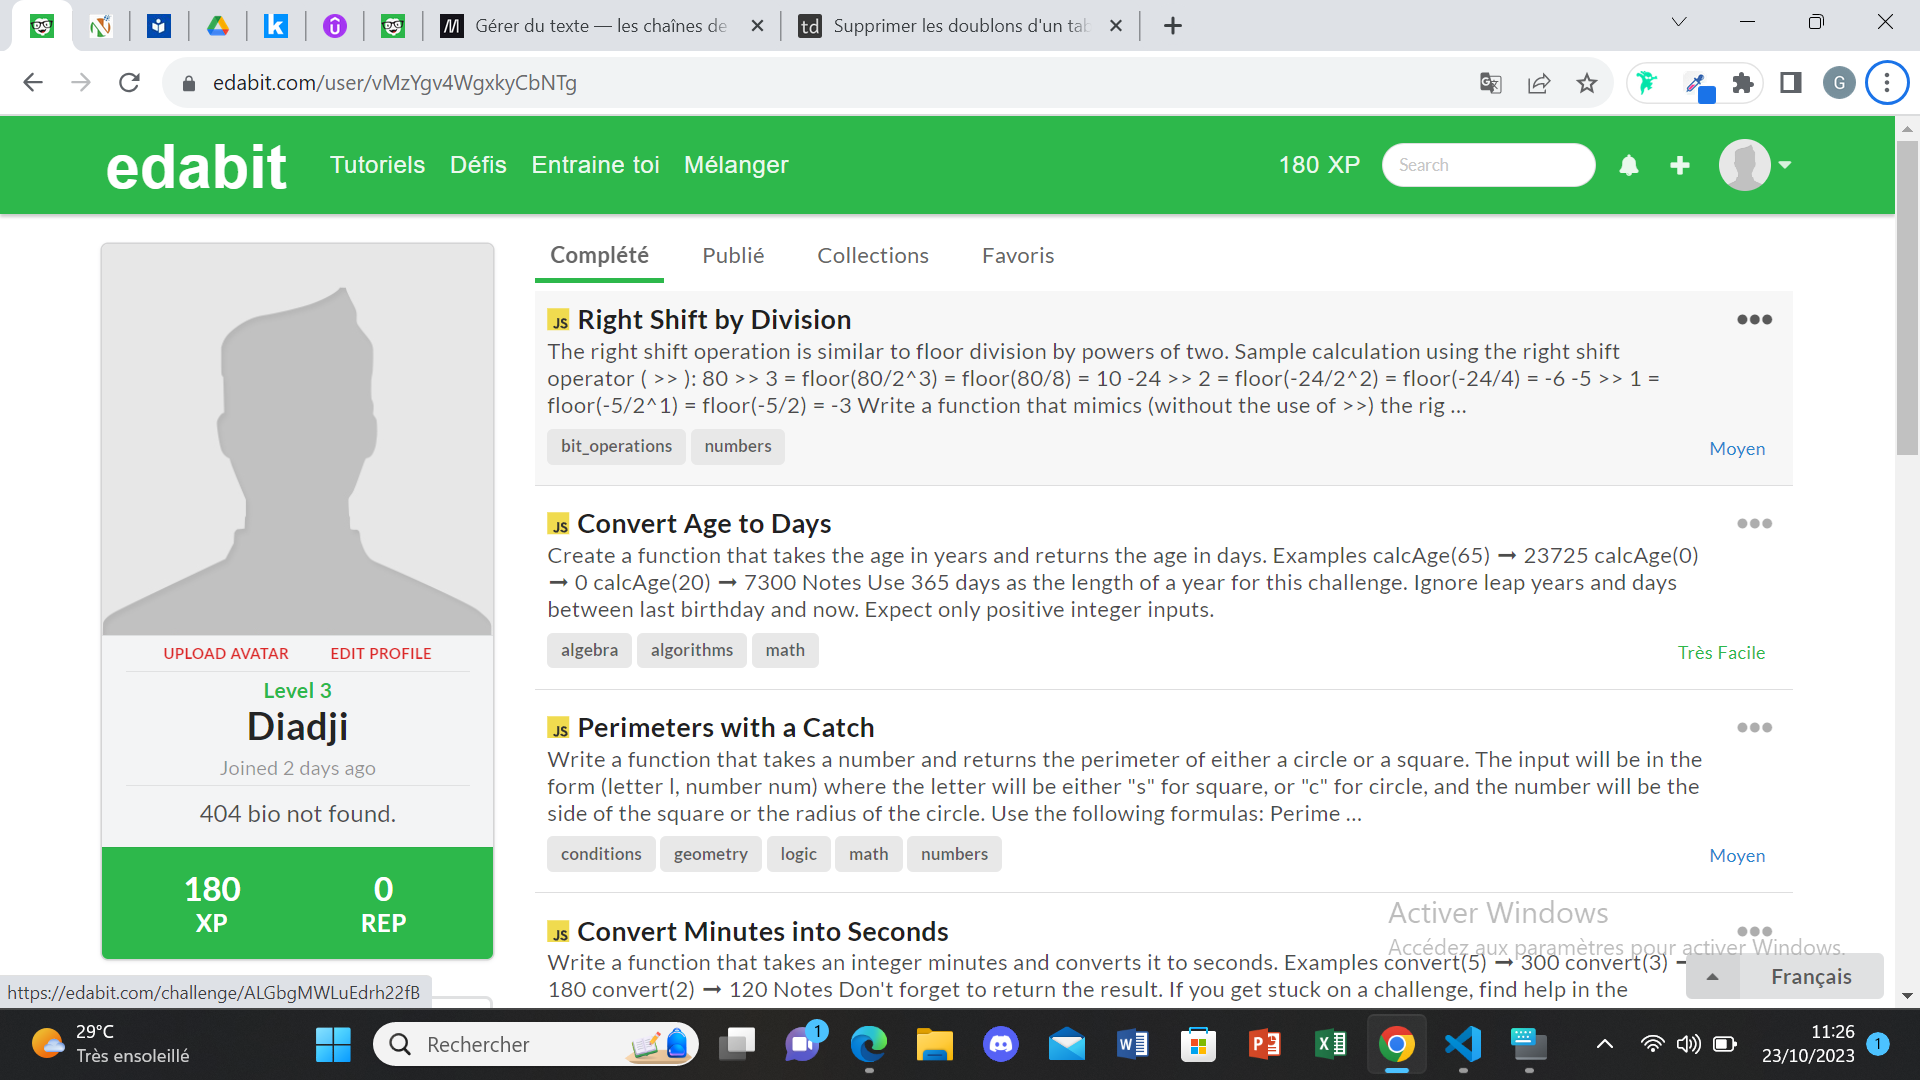 Gérer du texte — les chaînes de
Supprimer les doublons d'un tab
edabit.com/user/vMzYgv4WgxkyCbNTg
G
edabit
Tutoriels Défis Entraine toi Mélanger
180 XP
Search
Complété Publié Collections Favoris
JS Right Shift by Division
The right shift operation is similar to floor division by powers of two. Sample calculation using the right shift
operator ( >> ): 80 >> 3 = floor(80/2^3) = floor(80/8) = 10 -24 >> 2 = floor(-24/2^2) = floor(-24/4) = -6 -5 >> 1 =
floor(-5/2^1) = floor(-5/2) = -3 Write a function that mimics (without the use of >>) the rig ...
bit_operations numbers
Moyen
JS Convert Age to Days
Create a function that takes the age in years and returns the age in days. Examples calcAge(65) ➞ 23725 calcAge(0)
➞ 0 calcAge(20) ➞ 7300 Notes Use 365 days as the length of a year for this challenge. Ignore leap years and days
between last birthday and now. Expect only positive integer inputs.
algebra algorithms math
Très Facile
JS Perimeters with a Catch
Write a function that takes a number and returns the perimeter of either a circle or a square. The input will be in the
form (letter l, number num) where the letter will be either "s" for square, or "c" for circle, and the number will be the
side of the square or the radius of the circle. Use the following formulas: Perime ...
conditions geometry logic math numbers
Moyen
JS Convert Minutes into Seconds
Write a function that takes an integer minutes and converts it to seconds. Examples convert(5) ➞ 300 convert(3) ➞
180 convert(2) ➞ 120 Notes Don't forget to return the result. If you get stuck on a challenge, find help in the
UPLOAD AVATAR EDIT PROFILE
Level 3
Diadji
Joined 2 days ago
404 bio not found.
180 0
XP REP
Activer Windows
Accédez aux paramètres pour activer Windows.
Français
https://edabit.com/challenge/ALGbgMWLuEdrh22fB
29°C
Très ensoleillé
Rechercher
1
11:26
23/10/2023
1